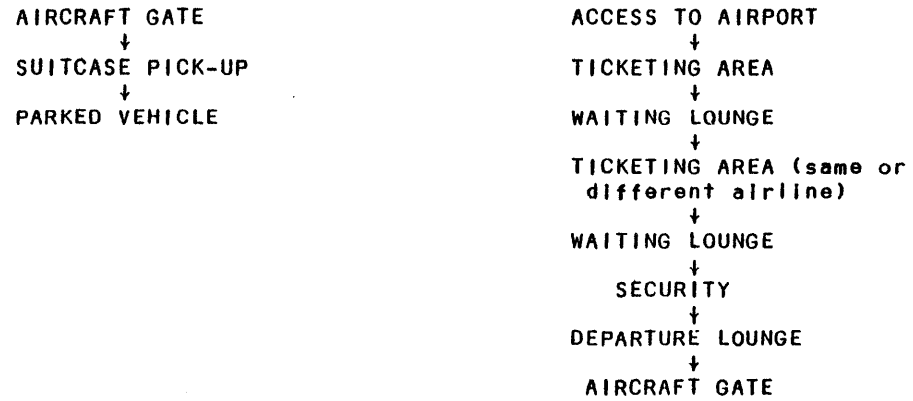 AIRCRAFT GATE
↓
SUITCASE PICK-UP
↓
PARKED VEHICLE
ACCESS TO AIRPORT
↓
TICKETING AREA
↓
WAITING LOUNGE
↓
TICKETING AREA (same or
different airline)
↓
WAITING LOUNGE
↓
SECURITY
↓
DEPARTURE LOUNGE
↓
AIRCRAFT GATE